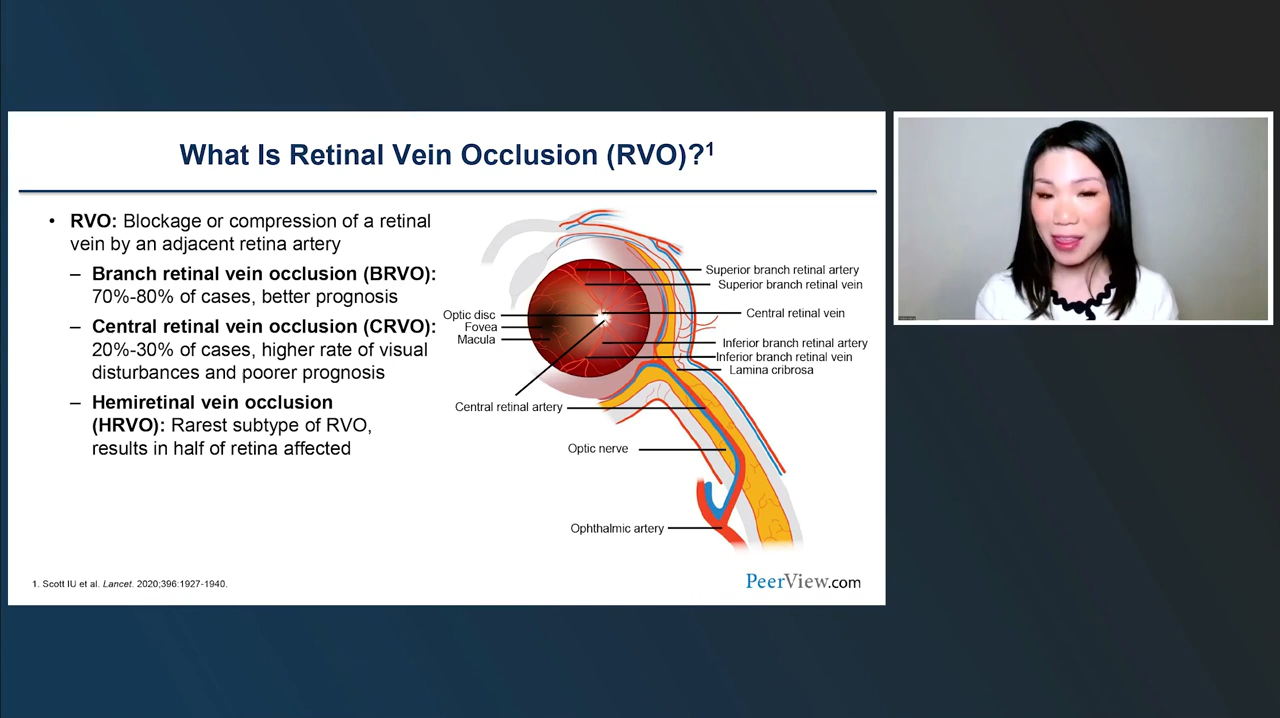 What Is Retinal Vein Occlusion (RVO)?1
• RVO: Blockage or compression of a retinal
vein by an adjacent retina artery
– Branch retinal vein occlusion (BRVO):
70%-80% of cases, better prognosis
– Central retinal vein occlusion (CRVO):
20%-30% of cases, higher rate of visual
disturbances and poorer prognosis
– Hemiretinal vein occlusion
(HRVO): Rarest subtype of RVO,
results in half of retina affected
Superior branch retinal artery
Superior branch retinal vein
Optic disc
Fovea
Macula
Central retinal vein
Inferior branch retinal artery
Inferior branch retinal vein
Lamina cribrosa
Central retinal artery
Optic nerve
Ophthalmic artery
1. Scott IU et al. Lancet. 2020;396:1927-1940.
PeerView.com